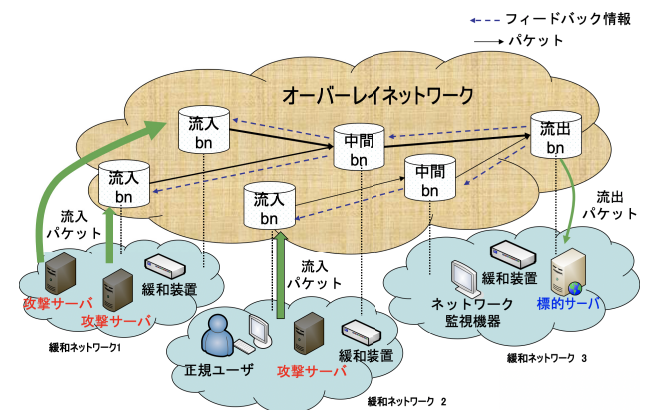 フィードバック情報
パケット
オーバーレイネットワーク
流入
bn
中間
bn
流出
bn
流入
bn
中間
bn
流入
bn
流入
パケット
流出
パケット
流入
パケット
緩和装置
攻撃サーバ
攻撃サーバ
緩和ネットワーク1
正規ユーザ
攻撃サーバ
緩和装置
緩和ネットワーク 2
緩和装置
ネットワーク
監視機器
標的サーバ
緩和ネットワーク 3